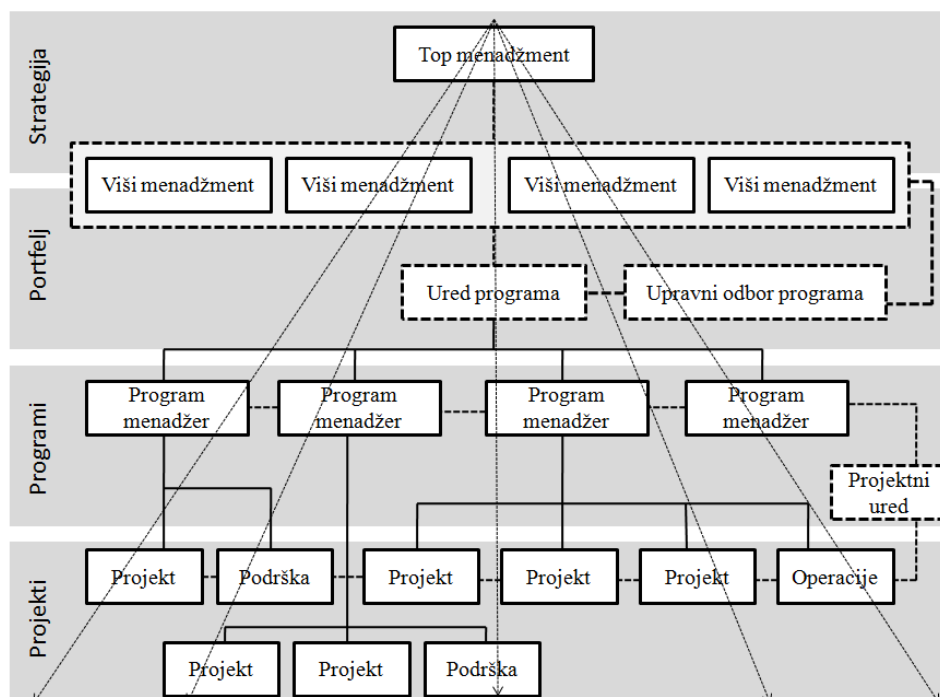 Strategija
Top menadžment
Viši menadžment
Viši menadžment
Viši menadžment
Viši menadžment
Portfelj
Ured programa
Upravni odbor programa
Programi
Program
menadžer
Program
menadžer
Program
menadžer
Program
menadžer
Projektni
ured
Projekti
Projekt
Podrška
Projekt
Projekt
Projekt
Operacije
Projekt
Projekt
Podrška